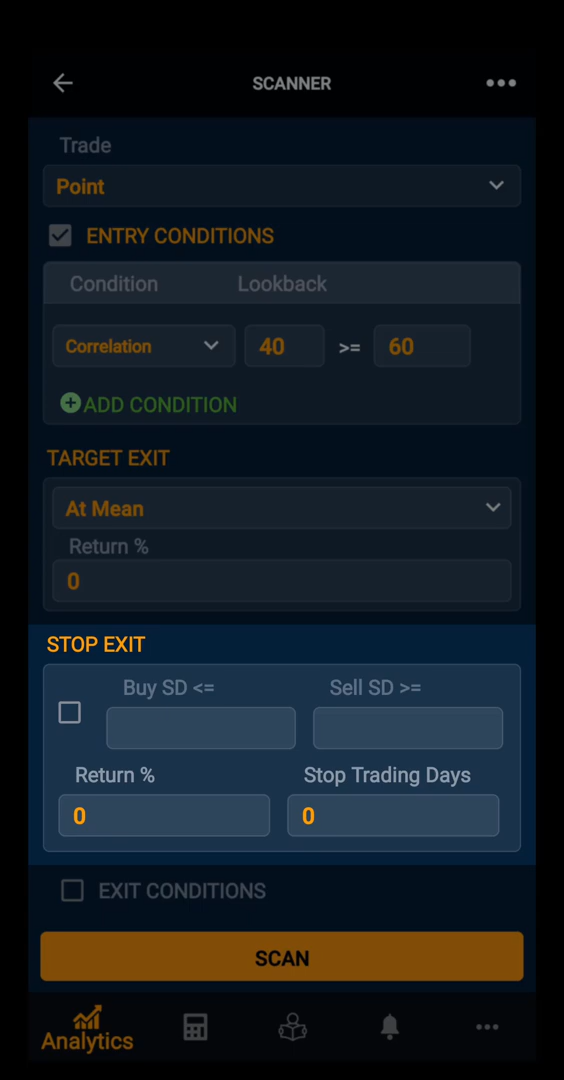 SCANNER
Trade
Point
ENTRY CONDITIONS
Condition Lookback
Correlation 40 >= 60
ADD CONDITION
TARGET EXIT
At Mean
Return %
0
STOP EXIT
Buy SD <= Sell SD >=
Return % Stop Trading Days
0 0
EXIT CONDITIONS
SCAN
Analytics